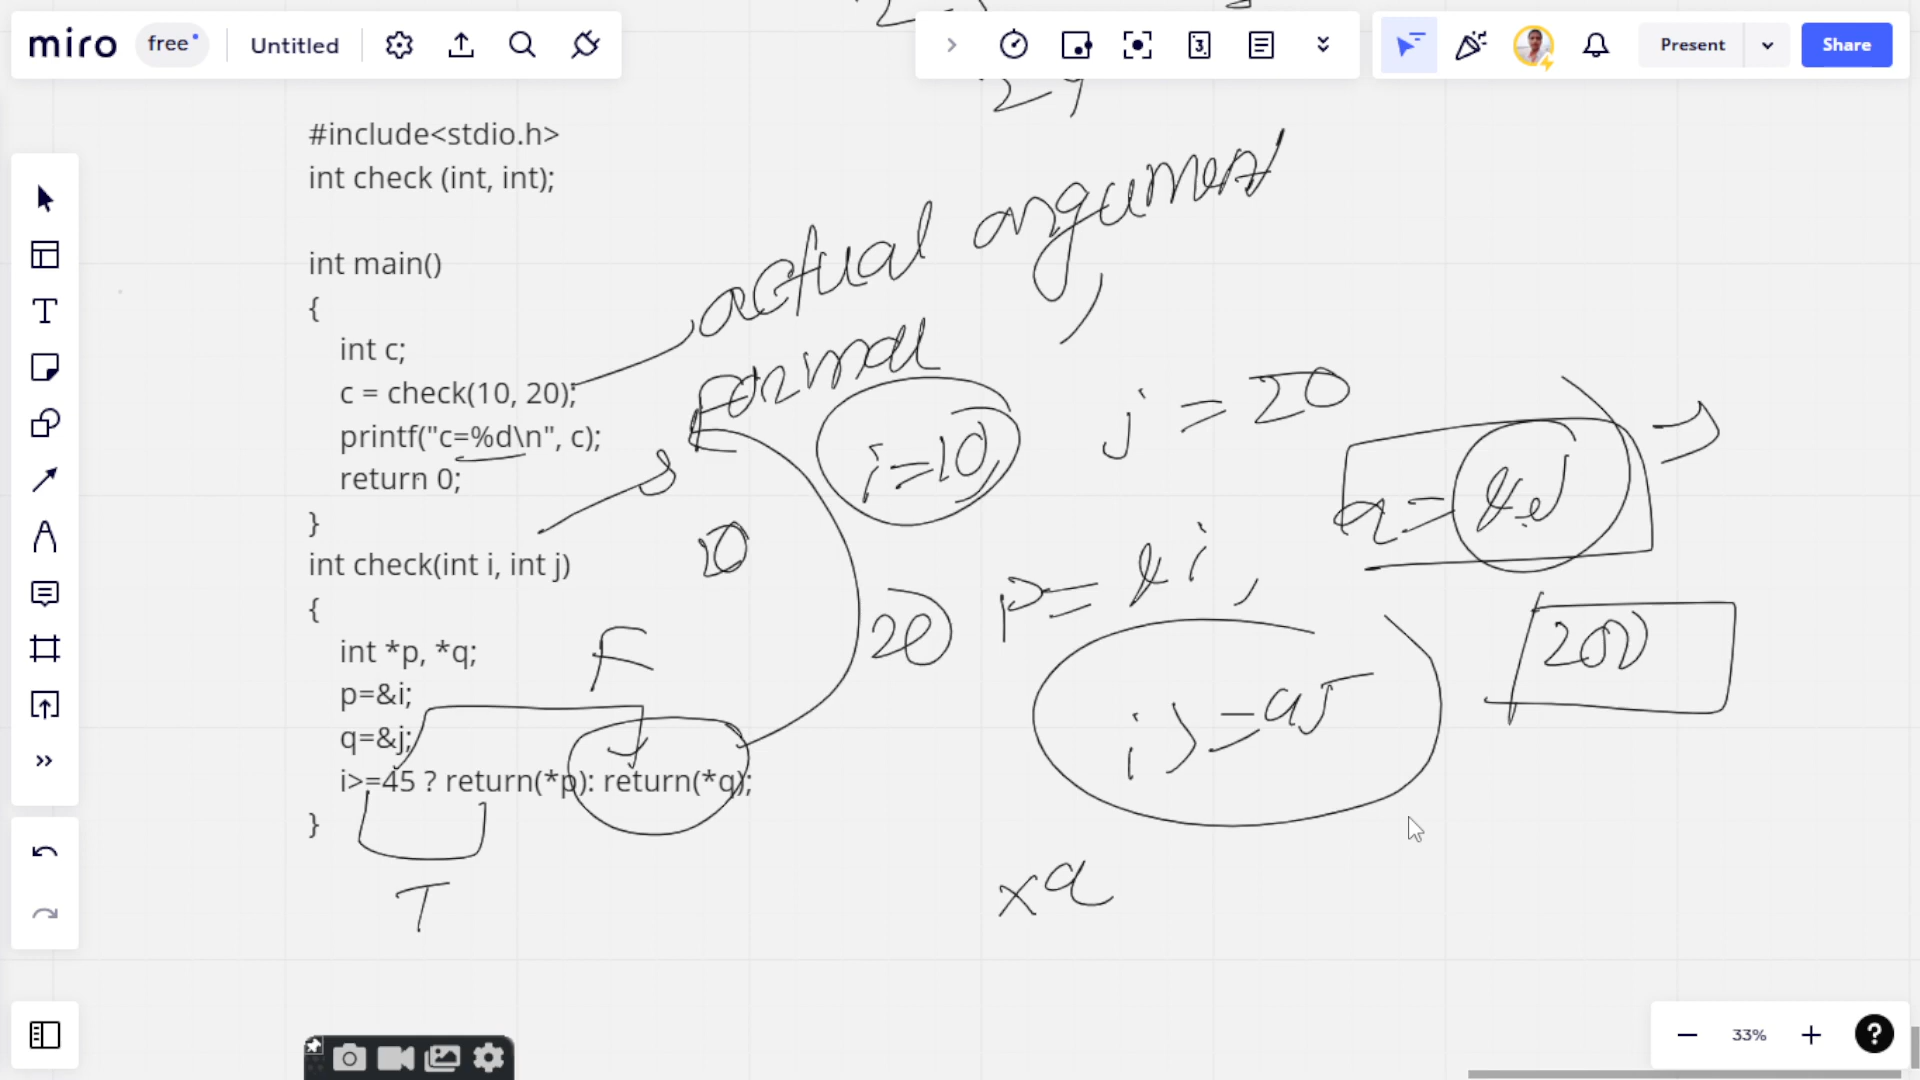 miro free Untitled Present Share
#include<stdio.h>
int check (int, int);
int main()
{
int c;
c = check(10, 20);
printf("c=%d\n", c);
return 0;
}
int check(int i, int j)
{
int *p, *q;
p=&i;
q=&j;
i>=45 ? return(*p): return(*q);
}
actual argument,
Formal
i=10
j = 20
10
20
p= &i,
q= &j
200
F
T
33%